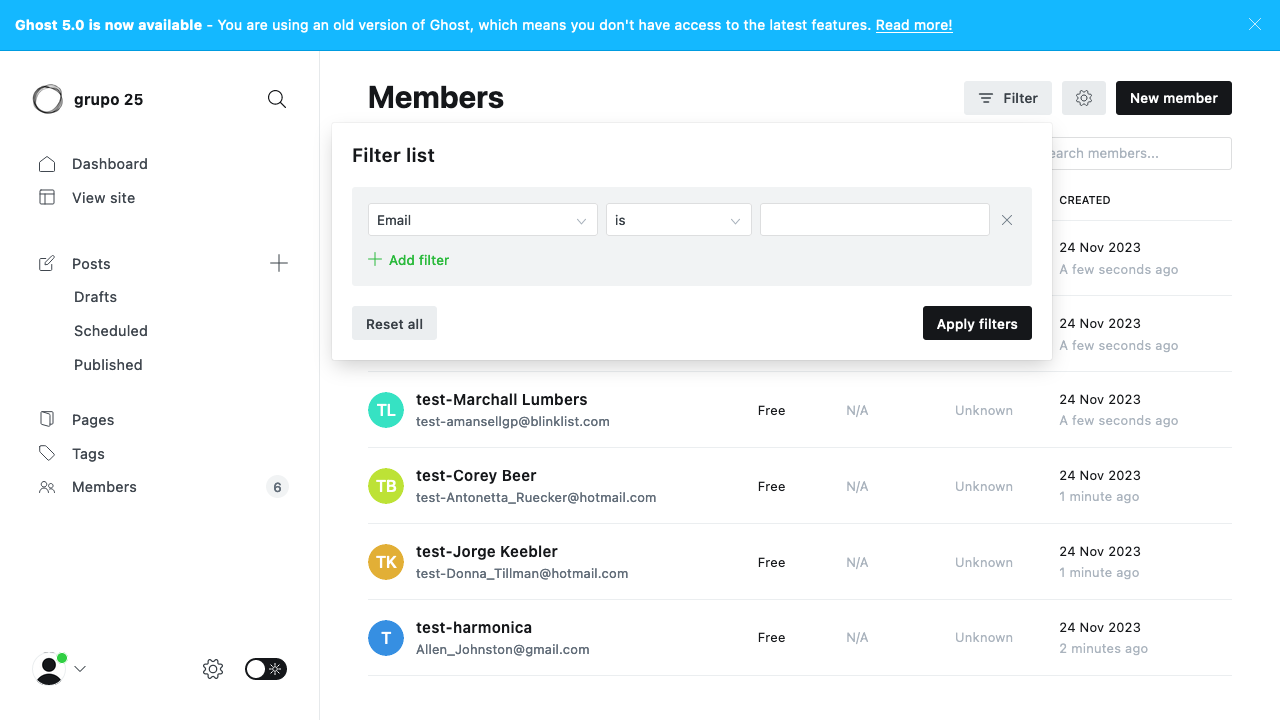 Ghost 5.0 is now available - You are using an old version of Ghost, which means you don't have access to the latest features. Read more!
grupo 25
Dashboard
View site
Posts
Drafts
Scheduled
Published
Pages
Tags
Members 6
Members
Filter
New member
earch members...
Filter list
Email is
Add filter
Reset all
Apply filters
CREATED
24 Nov 2023
A few seconds ago
24 Nov 2023
A few seconds ago
TL
test-Marchall Lumbers
test-amansellgp@blinklist.com
Free N/A Unknown
24 Nov 2023
A few seconds ago
TB
test-Corey Beer
test-Antonetta_Ruecker@hotmail.com
Free N/A Unknown
24 Nov 2023
1 minute ago
TK
test-Jorge Keebler
test-Donna_Tillman@hotmail.com
Free N/A Unknown
24 Nov 2023
1 minute ago
T
test-harmonica
Allen_Johnston@gmail.com
Free N/A Unknown
24 Nov 2023
2 minutes ago